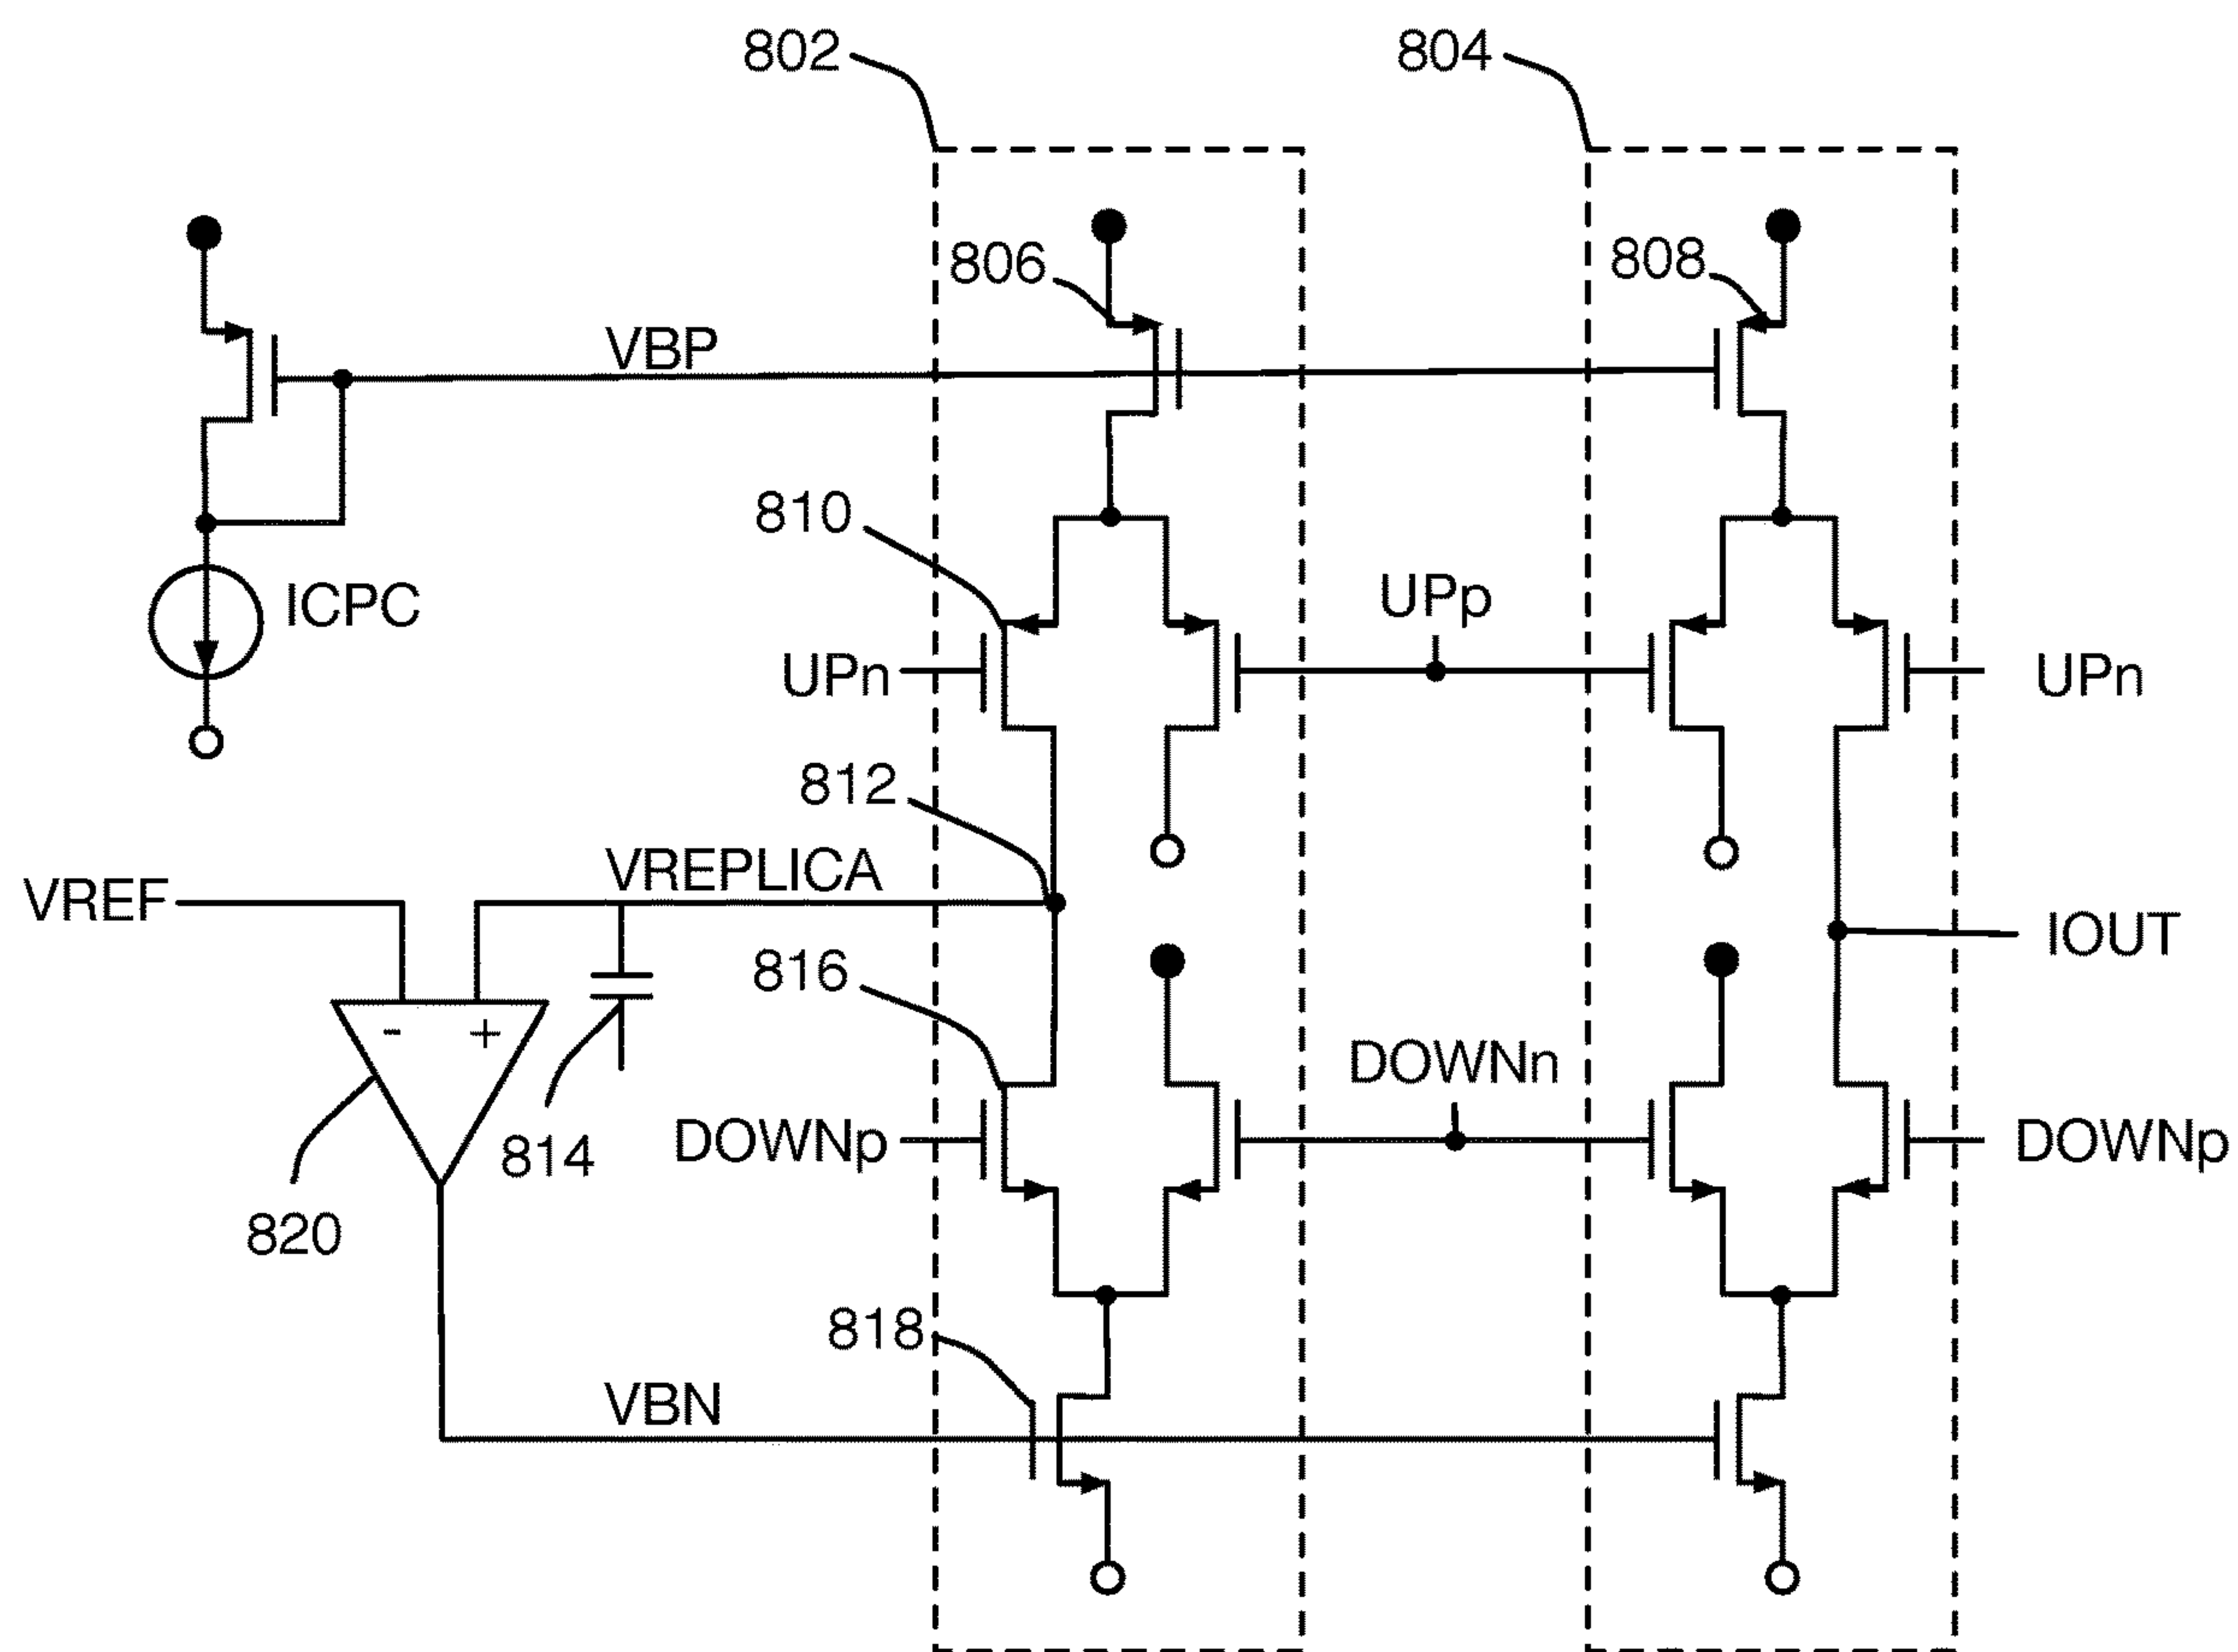 802
804
806
808
VBP
810
UPp
ICPC
UPn
UPn
812
VREPLICA
VREF
IOUT
816
- +
DOWNn
814
DOWNp
DOWNp
820
818
VBN